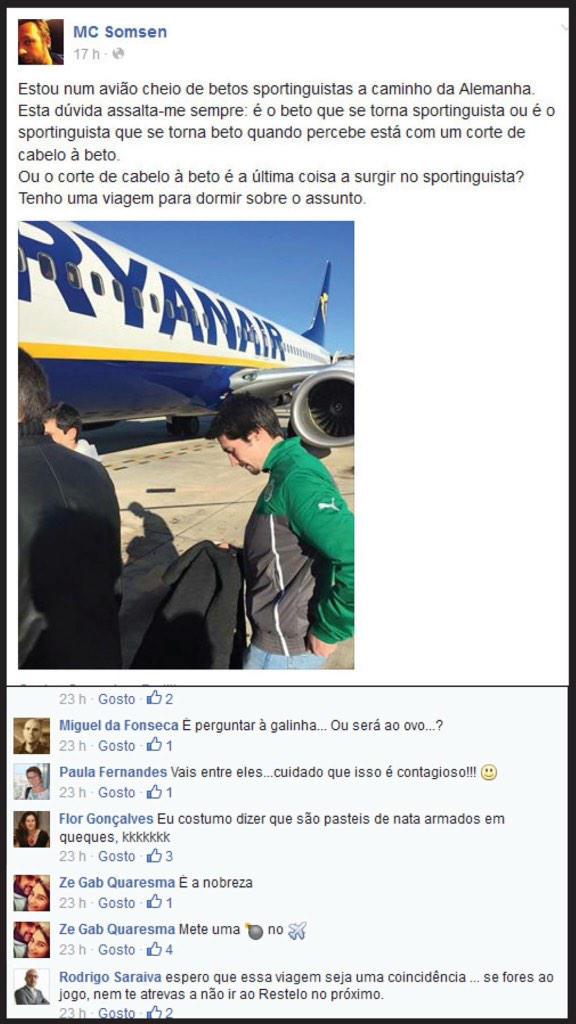 MC Somsen
17 h ·
Estou num avião cheio de betos sportinguistas a caminho da Alemanha.
Esta dúvida assalta-me sempre: é o beto que se torna sportinguista ou é o
sportinguista que se torna beto quando percebe está com um corte de
cabelo à beto.
Ou o corte de cabelo à beto é a última coisa a surgir no sportinguista?
Tenho uma viagem para dormir sobre o assunto.
RYANAIR
23 h · Gosto · 2
Miguel da Fonseca É perguntar à galinha... Ou será ao ovo...?
23 h · Gosto · 1
Paula Fernandes Vais entre eles...cuidado que isso é contagioso!!! 🙂
23 h · Gosto · 1
Flor Gonçalves Eu costumo dizer que são pasteis de nata armados em
queques, kkkkkkk
23 h · Gosto · 3
Ze Gab Quaresma É a nobreza
23 h · Gosto · 1
Ze Gab Quaresma Mete uma 💣 no ✈️
23 h · Gosto · 4
Rodrigo Saraiva espero que essa viagem seja uma coincidência ... se fores ao
jogo, nem te atrevas a não ir ao Restelo no próximo.
23 h · Gosto · 2